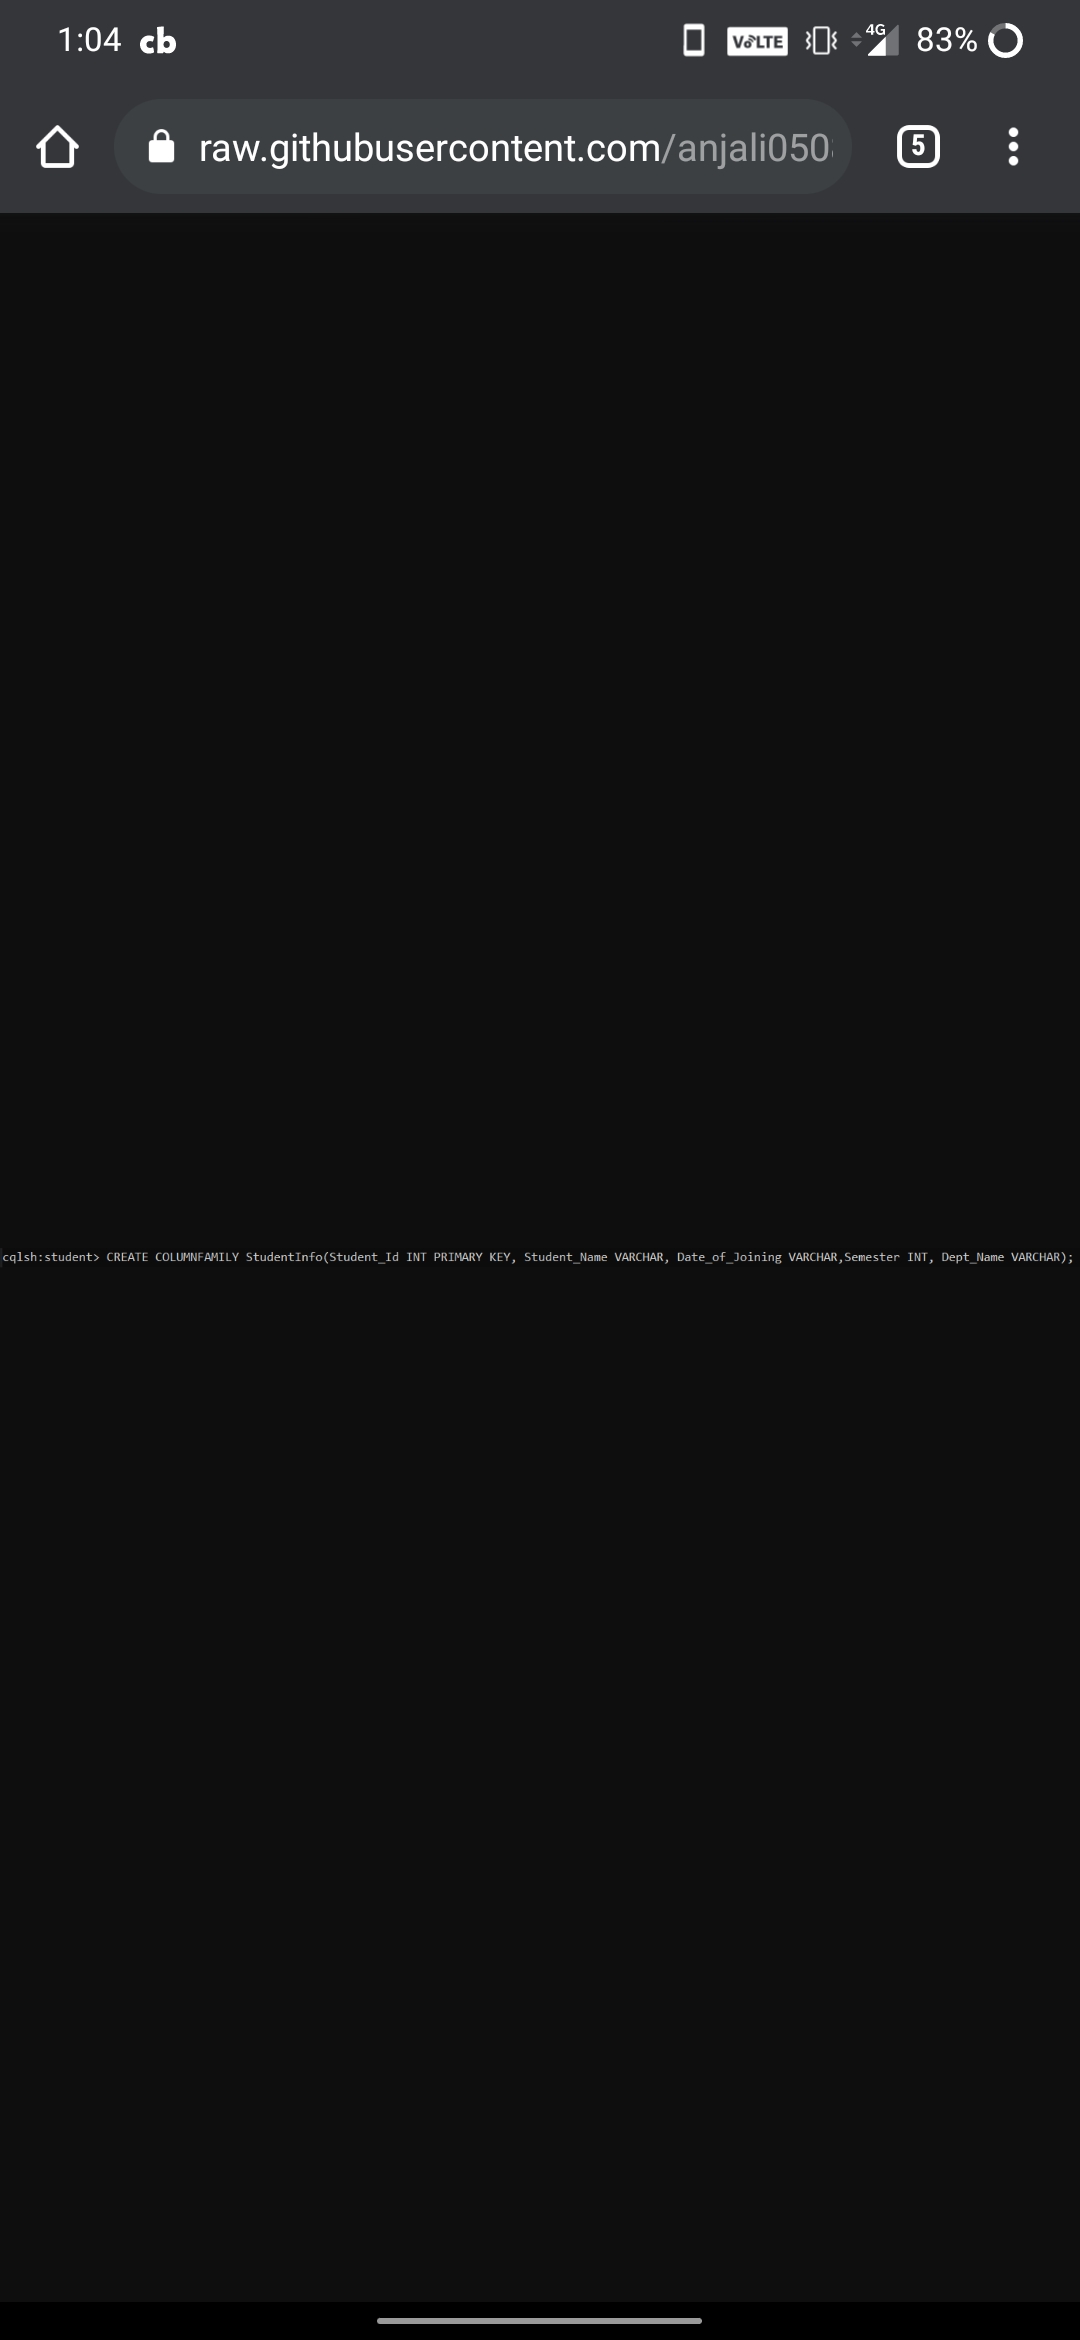 1:04 cb VoLTE 4G 83%
raw.githubusercontent.com/anjali050 5
cqlsh:student> CREATE COLUMNFAMILY StudentInfo(Student_Id INT PRIMARY KEY, Student_Name VARCHAR, Date_of_Joining VARCHAR,Semester INT, Dept_Name VARCHAR);